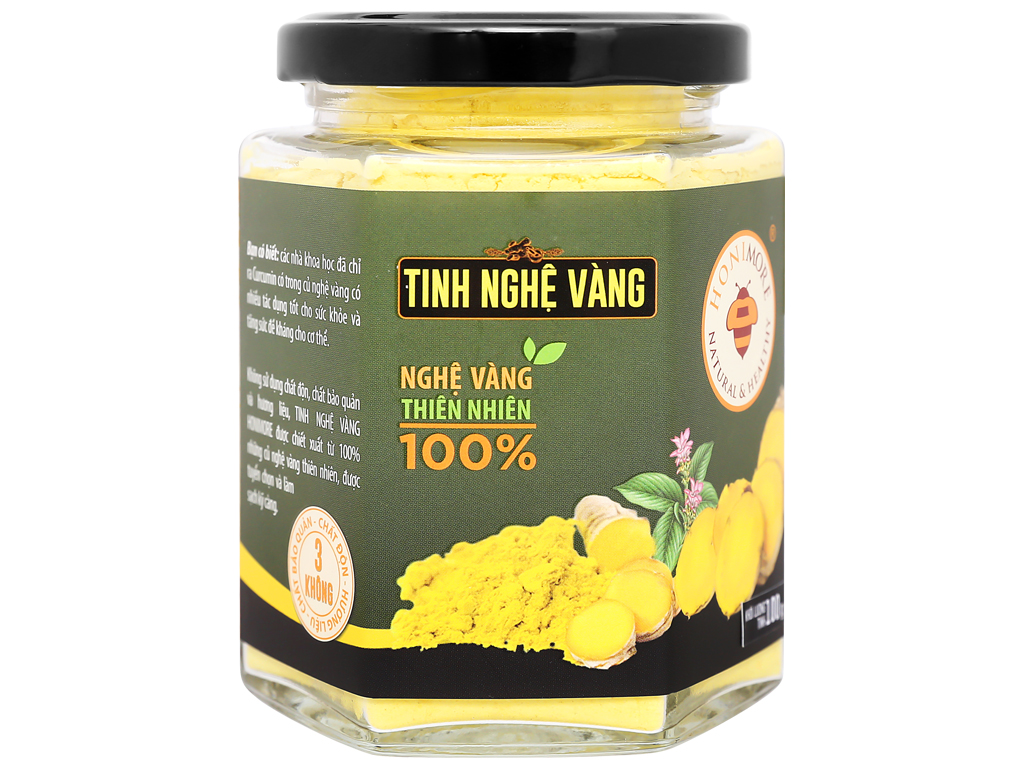 Bạn có biết: các nhà khoa học đã chỉ
ra Curcumin có trong củ nghệ vàng có
nhiều tác dụng tốt cho sức khỏe và
tăng sức đề kháng cho cơ thể.
Không sử dụng chất độn, chất bảo quản
và hương liệu, TINH NGHỆ VÀNG
HONIMORE được chiết xuất từ 100%
những củ nghệ vàng thiên nhiên, được
tuyển chọn và làm
sạch kỹ càng.
3
KHÔNG
CHẤT BẢO QUẢN - CHẤT ĐỘN - HƯƠNG LIỆU -
TINH NGHỆ VÀNG
NGHỆ VÀNG
THIÊN NHIÊN
100%
HONIMORE
®
NATURAL & HEALTHY
KHỐI LƯỢNG
100